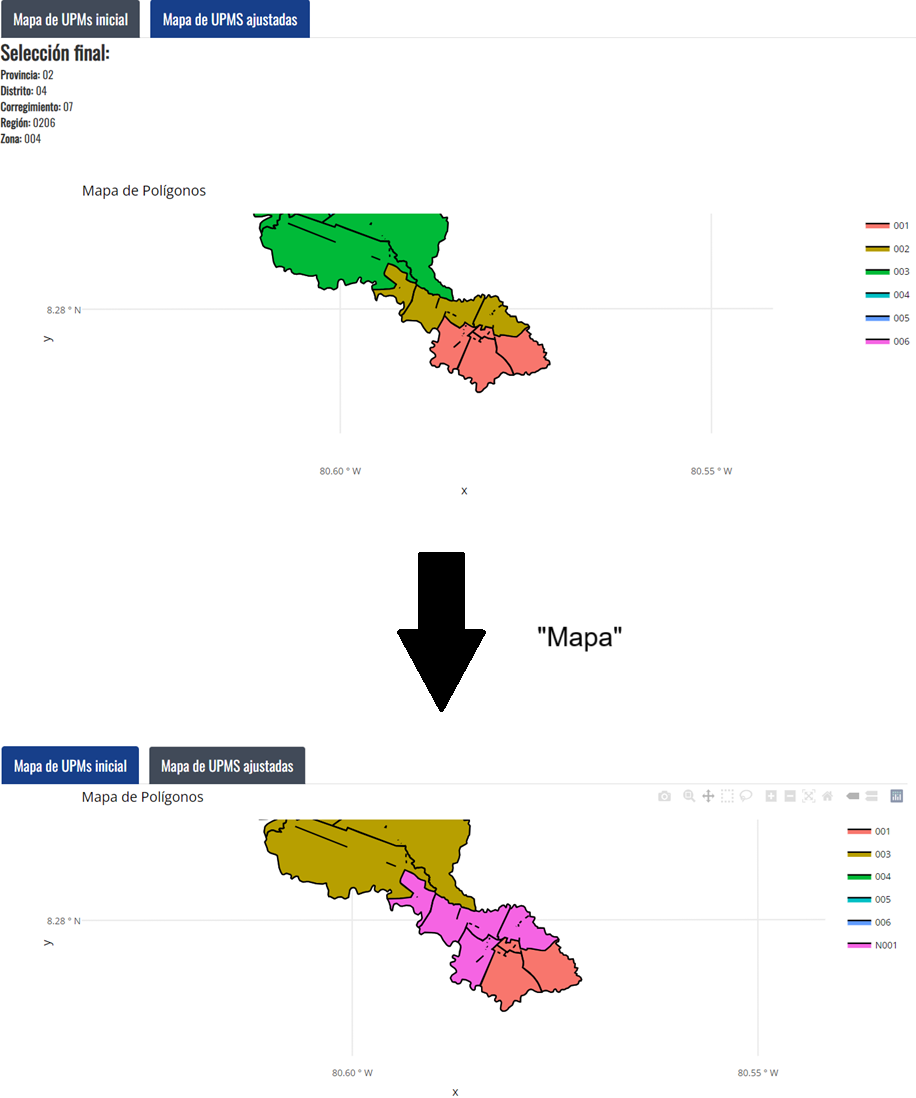 Mapa de UPMs inicial
Mapa de UPMS ajustadas
Selección final:
Provincia: 02
Distrito: 04
Corregimiento: 07
Región: 0206
Zona: 004
Mapa de Polígonos
001
002
003
004
005
006
8.28 ° N
y
80.60 ° W
80.55 ° W
x
"Mapa"
Mapa de UPMs inicial
Mapa de UPMS ajustadas
Mapa de Polígonos
001
003
004
005
006
N001
8.28 ° N
y
80.60 ° W
80.55 ° W
x